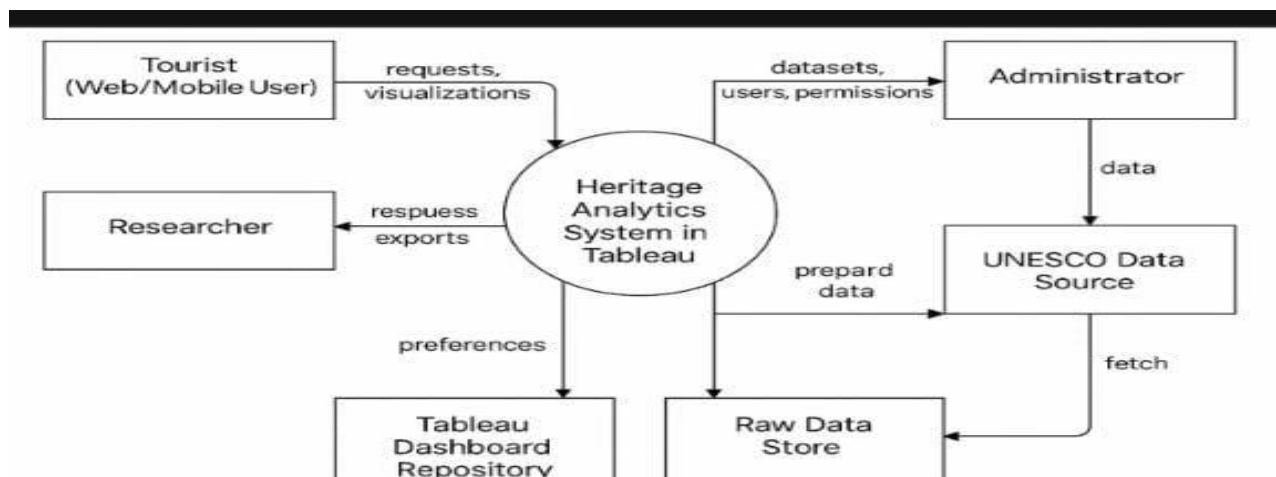 Tourist
(Web/Mobile User)
requests,
visualizations
datasets,
users, permissions
Administrator
Heritage
Analytics
System in
Tableau
data
Researcher
respuess
exports
UNESCO Data
Source
prepard
data
preferences
fetch
Tableau
Dashboard
Repository
Raw Data
Store